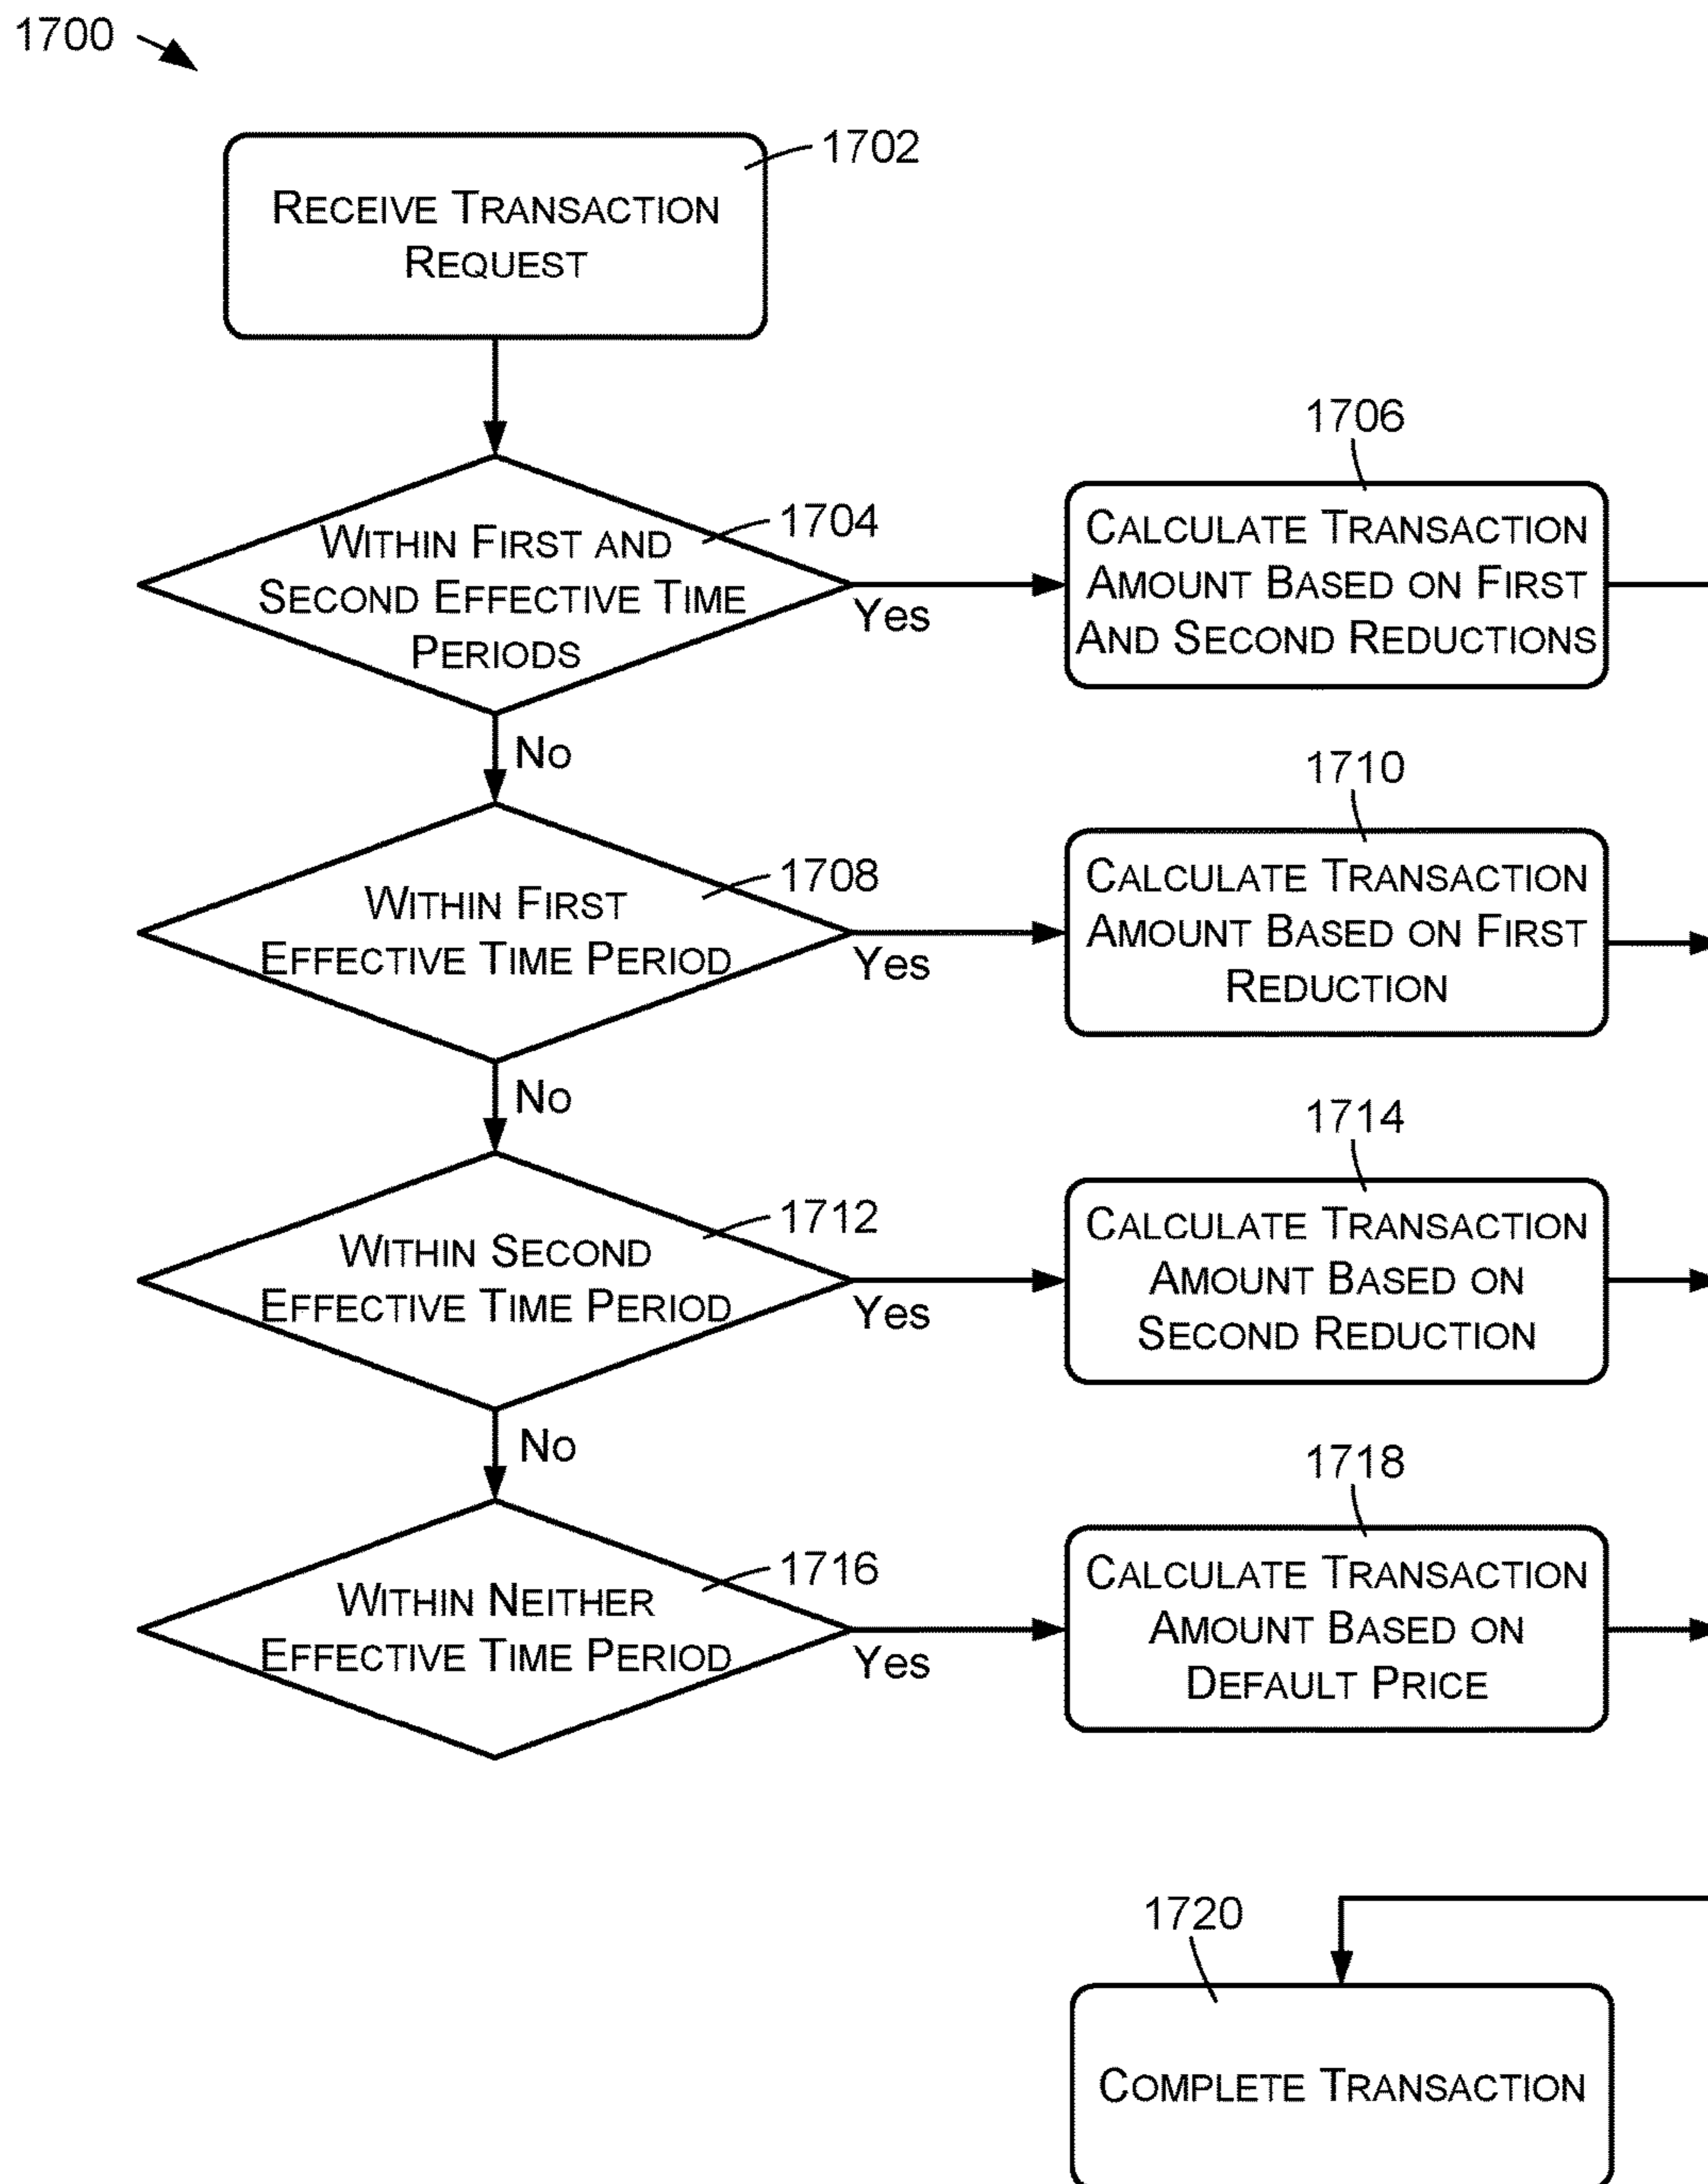 1700
1702
Receive Transaction
Request
1704
Within First and
Second Effective Time
Periods
Yes
1706
Calculate Transaction
Amount Based on First
And Second Reductions
No
1708
Within First
Effective Time Period
Yes
1710
Calculate Transaction
Amount Based on First
Reduction
No
1712
Within Second
Effective Time Period
Yes
1714
Calculate Transaction
Amount Based on
Second Reduction
No
1716
Within Neither
Effective Time Period
Yes
1718
Calculate Transaction
Amount Based on
Default Price
1720
Complete Transaction